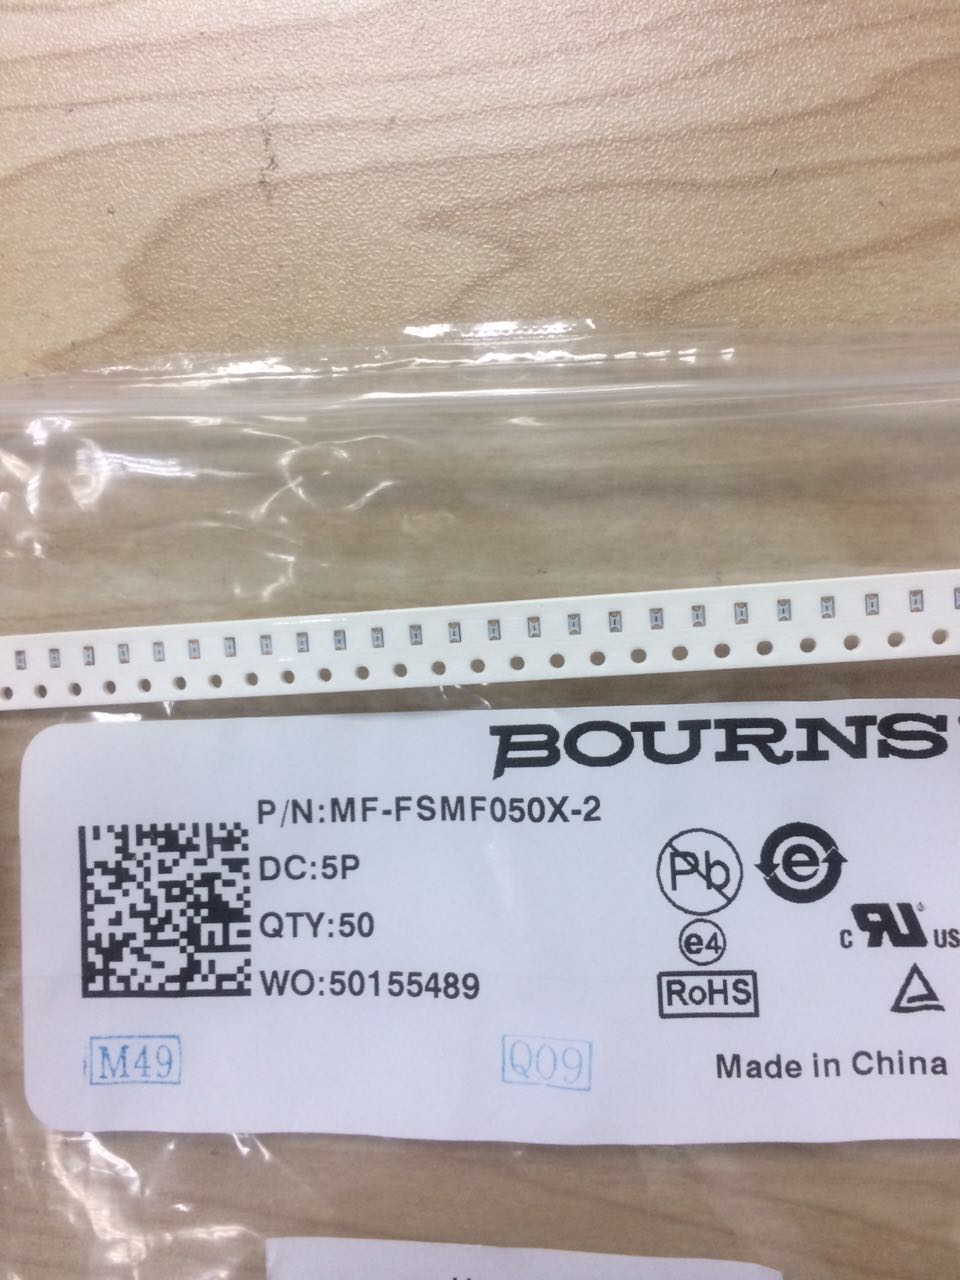 BOURNS
P/N:MF-FSMF050X-2
DC:5P
QTY:50
WO:50155489
Pb
e
e4
RoHS
c RU US
M49
Q09
Made in China